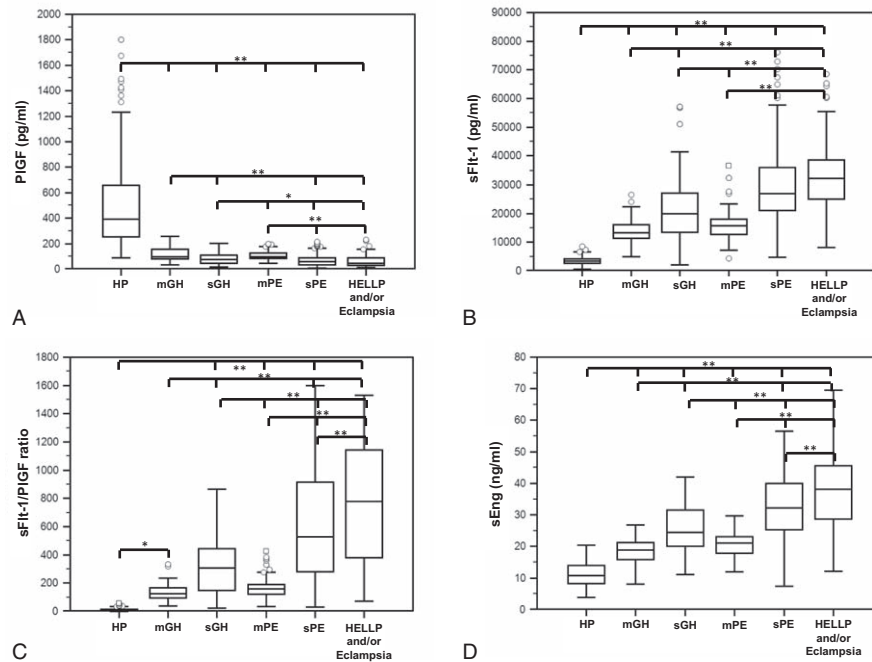 PlGF (pg/ml)
2000
1800
1600
1400
1200
1000
800
600
400
200
0
**
**
*
**
HP mGH sGH mPE sPE HELLP
and/or
Eclampsia
A
sFlt-1 (pg/ml)
90000
80000
70000
60000
50000
40000
30000
20000
10000
0
**
**
**
**
HP mGH sGH mPE sPE HELLP
and/or
Eclampsia
B
sFlt-1/PlGF ratio
1800
1600
1400
1200
1000
800
600
400
200
0
**
**
**
**
**
*
HP mGH sGH mPE sPE HELLP
and/or
Eclampsia
C
sEng (ng/ml)
80
70
60
50
40
30
20
10
0
**
**
**
**
**
HP mGH sGH mPE sPE HELLP
and/or
Eclampsia
D